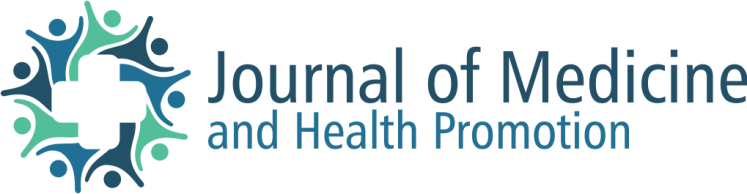 Journal of Medicine
and Health Promotion